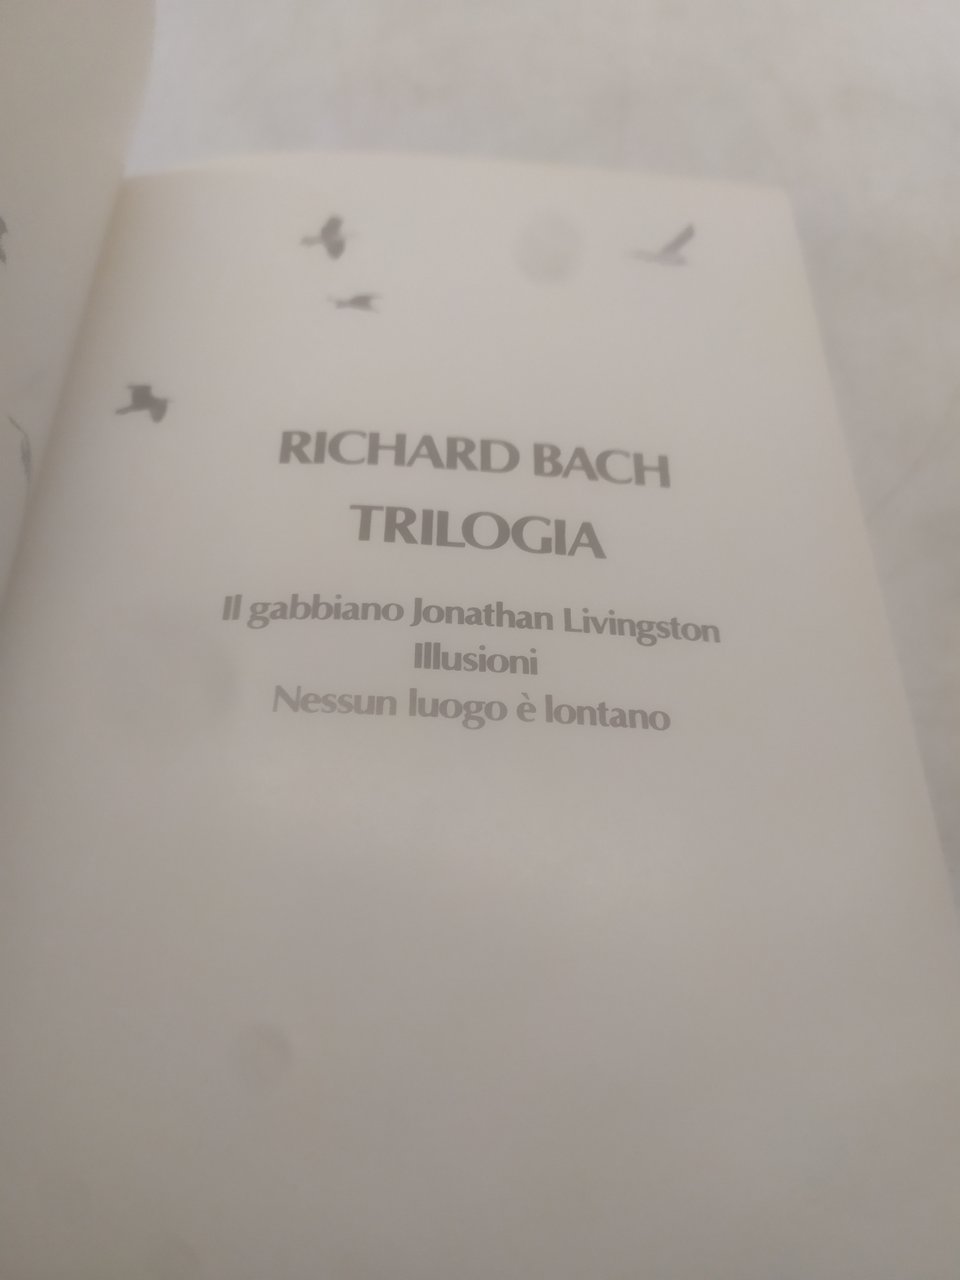 RICHARD BACH
TRILOGIA
Il gabbiano Jonathan Livingston
Illusioni
Nessun luogo è lontano